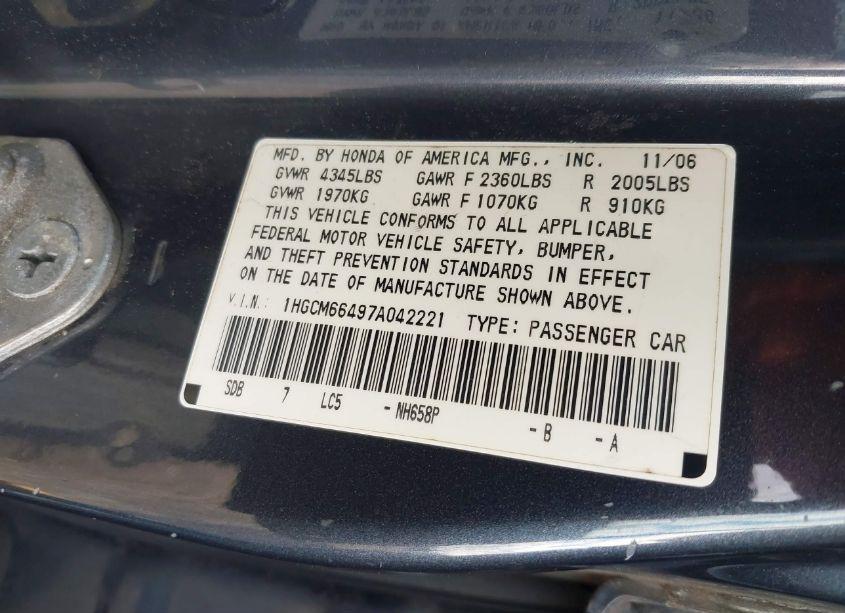 MFD. BY HONDA OF AMERICA MFG., INC. 11/06
GVWR 4345LBS GAWR F 2360LBS R 2005LBS
GVWR 1970KG GAWR F 1070KG R 910KG
THIS VEHICLE CONFORMS TO ALL APPLICABLE
FEDERAL MOTOR VEHICLE SAFETY, BUMPER,
AND THEFT PREVENTION STANDARDS IN EFFECT
ON THE DATE OF MANUFACTURE SHOWN ABOVE.
V.I.N.: 1HGCM66497A042221 TYPE: PASSENGER CAR
SDB 7 LC5 - NH658P - B - A